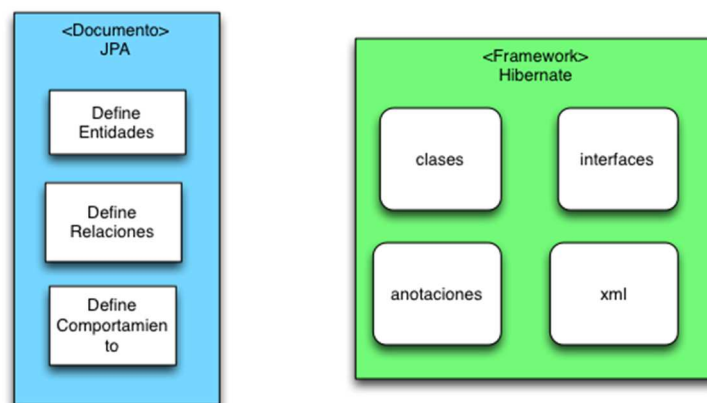 <Documento>
JPA
Define
Entidades
Define
Relaciones
Define
Comportamien
to
<Framework>
Hibernate
clases
interfaces
anotaciones
xml